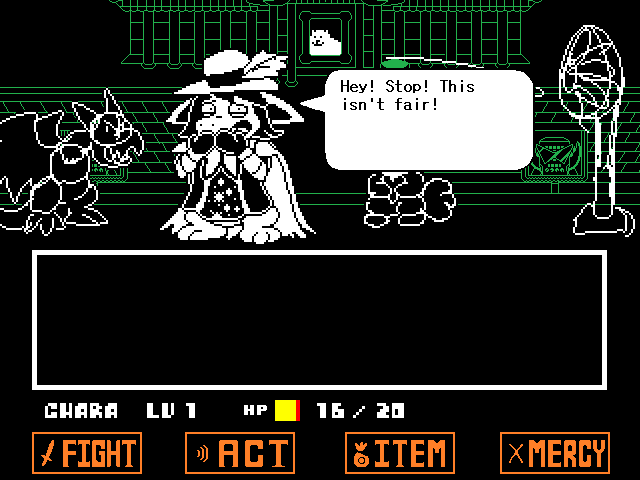 Hey! Stop! This
isn't fair!
CHARA LV 1 HP 16 / 20
FIGHT ACT ITEM MERCY